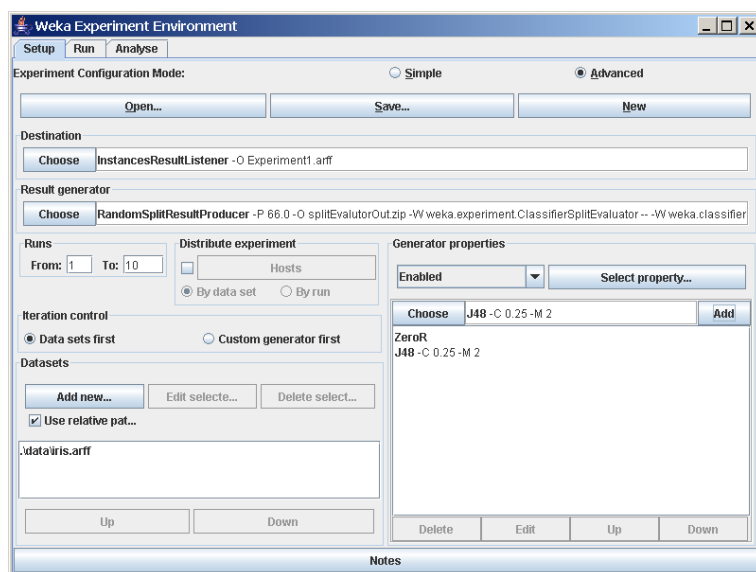 Weka Experiment Environment
Setup Run Analyse
Experiment Configuration Mode: Simple Advanced
Open... Save... New
Destination
Choose InstancesResultListener -O Experiment1.arff
Result generator
Choose RandomSplitResultProducer -P 66.0 -O splitEvalutorOut.zip -W weka.experiment.ClassifierSplitEvaluator -- -W weka.classifier
Runs
From: 1 To: 10
Distribute experiment
Hosts
By data set By run
Generator properties
Enabled Select property...
Iteration control
Data sets first Custom generator first
Choose J48 -C 0.25 -M 2 Add
ZeroR
J48 -C 0.25 -M 2
Datasets
Add new... Edit selecte... Delete select...
Use relative pat...
.\data\iris.arff
Up Down
Delete Edit Up Down
Notes